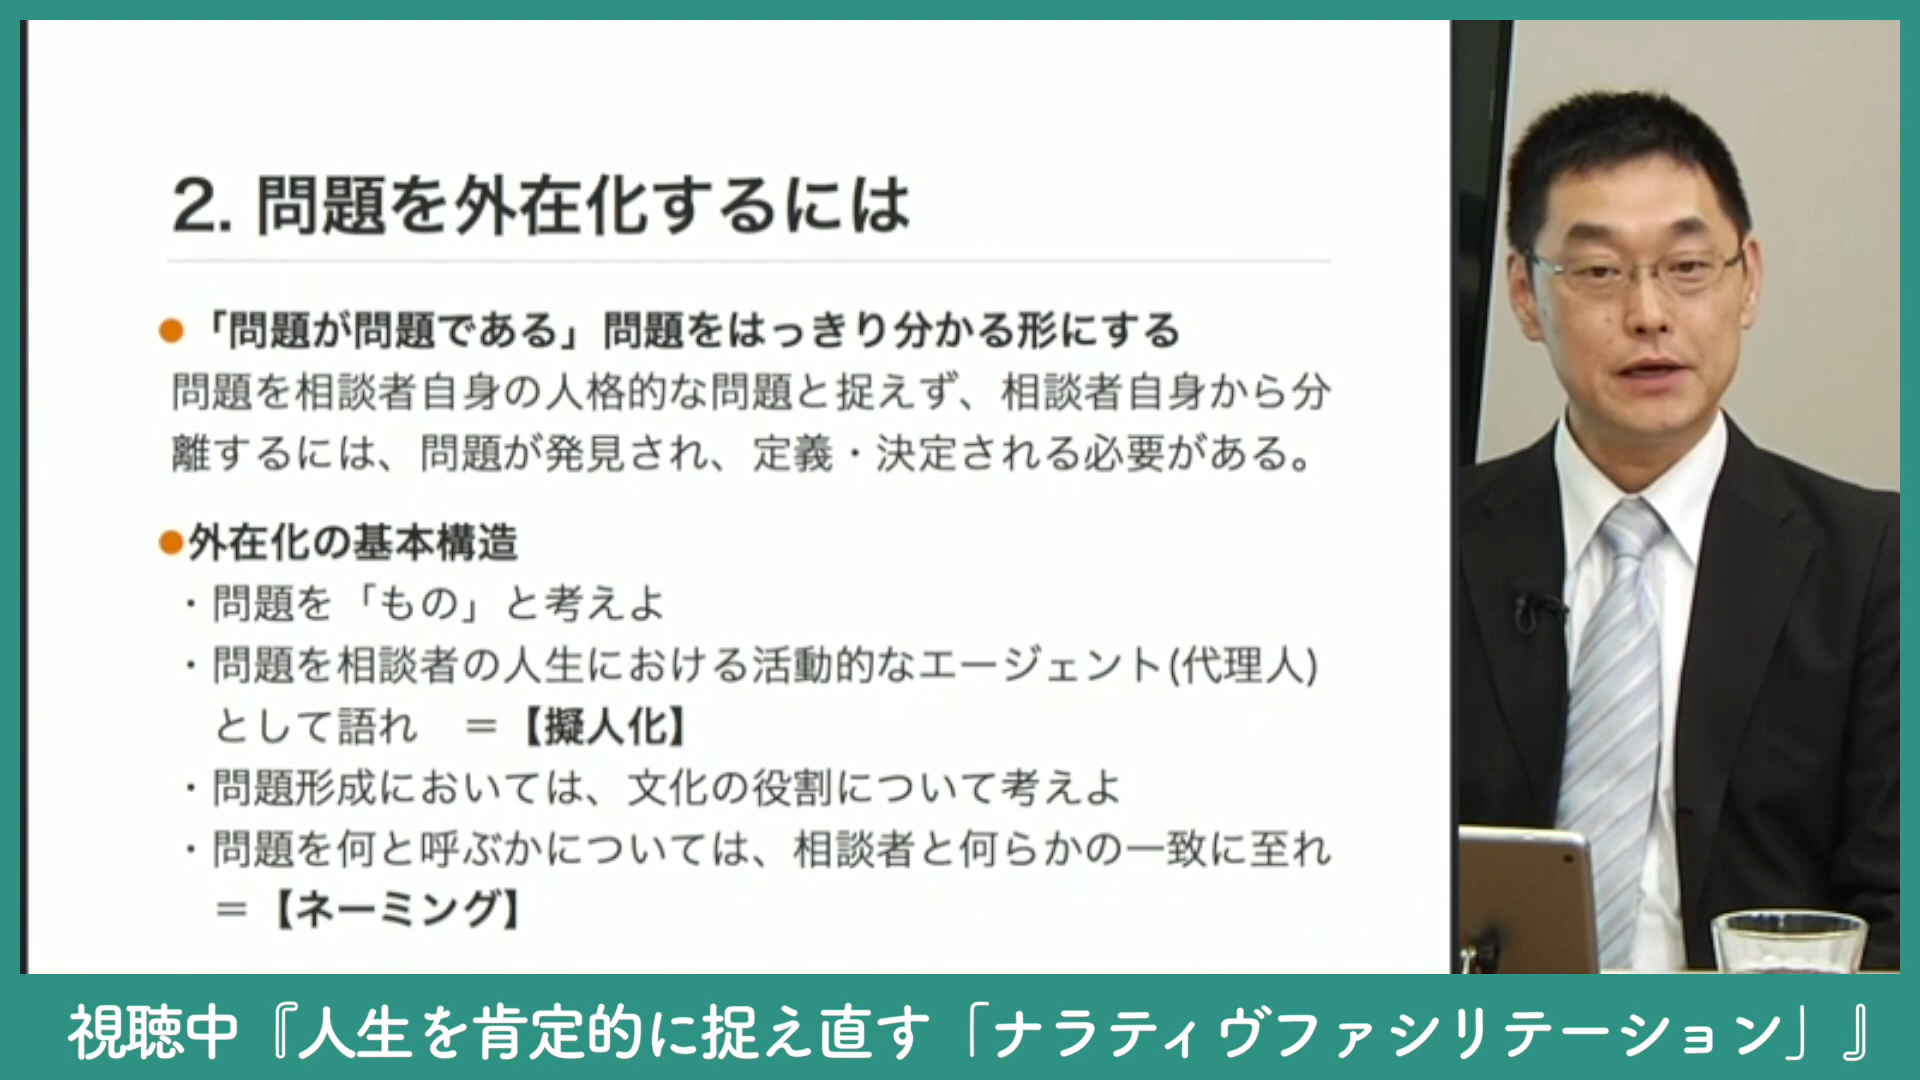 2. 問題を外在化するには
●「問題が問題である」問題をはっきり分かる形にする
問題を相談者自身の人格的な問題と捉えず、相談者自身から分
離するには、問題が発見され、定義・決定される必要がある。
●外在化の基本構造
・問題を「もの」と考えよ
・問題を相談者の人生における活動的なエージェント(代理人)
として語れ　＝【擬人化】
・問題形成においては、文化の役割について考えよ
・問題を何と呼ぶかについては、相談者と何らかの一致に至れ
＝【ネーミング】
視聴中『人生を肯定的に捉え直す「ナラティヴファシリテーション」』